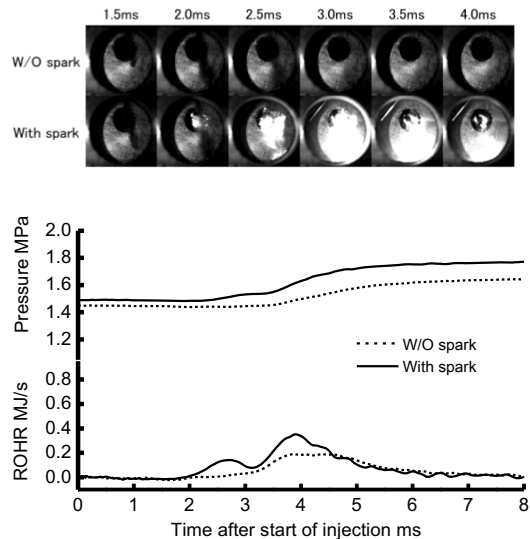 1.5ms 2.0ms 2.5ms 3.0ms 3.5ms 4.0ms
W/O spark
With spark
Pressure MPa
2.0
1.8
1.6
1.4
1.2
W/O spark
With spark
ROHR MJ/s
0.8
0.6
0.4
0.2
0.0
0 1 2 3 4 5 6 7 8
Time after start of injection ms